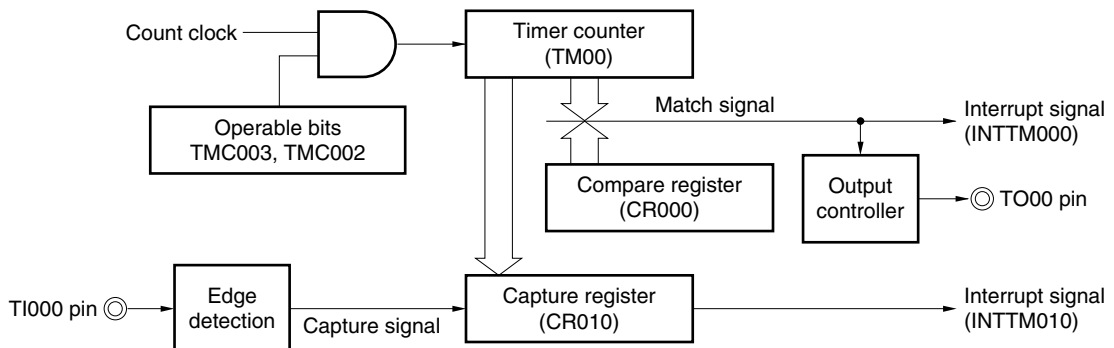 Count clock
Timer counter
(TM00)
Operable bits
TMC003, TMC002
Match signal
Interrupt signal
(INTTM000)
Compare register
(CR000)
Output
controller
TO00 pin
TI000 pin
Edge
detection
Capture signal
Capture register
(CR010)
Interrupt signal
(INTTM010)